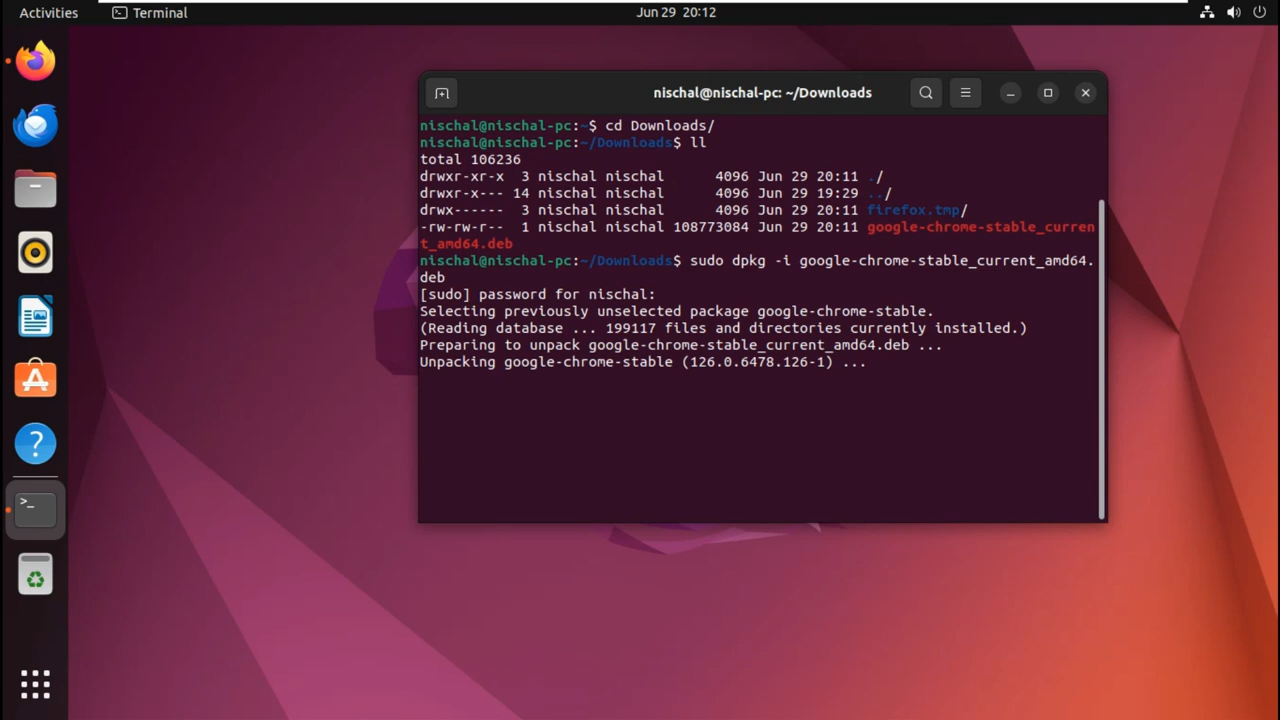 Activities
Terminal
Jun 29 20:12
nischal@nischal-pc: ~/Downloads
nischal@nischal-pc:~$ cd Downloads/
nischal@nischal-pc:~/Downloads$ ll
total 106236
drwxr-xr-x  3 nischal nischal      4096 Jun 29 20:11 ./
drwxr-x--- 14 nischal nischal      4096 Jun 29 19:29 ../
drwx------  3 nischal nischal      4096 Jun 29 20:11 firefox.tmp/
-rw-rw-r--  1 nischal nischal 108773084 Jun 29 20:11 google-chrome-stable_curren
t_amd64.deb
nischal@nischal-pc:~/Downloads$ sudo dpkg -i google-chrome-stable_current_amd64.
deb
[sudo] password for nischal:
Selecting previously unselected package google-chrome-stable.
(Reading database ... 199117 files and directories currently installed.)
Preparing to unpack google-chrome-stable_current_amd64.deb ...
Unpacking google-chrome-stable (126.0.6478.126-1) ...